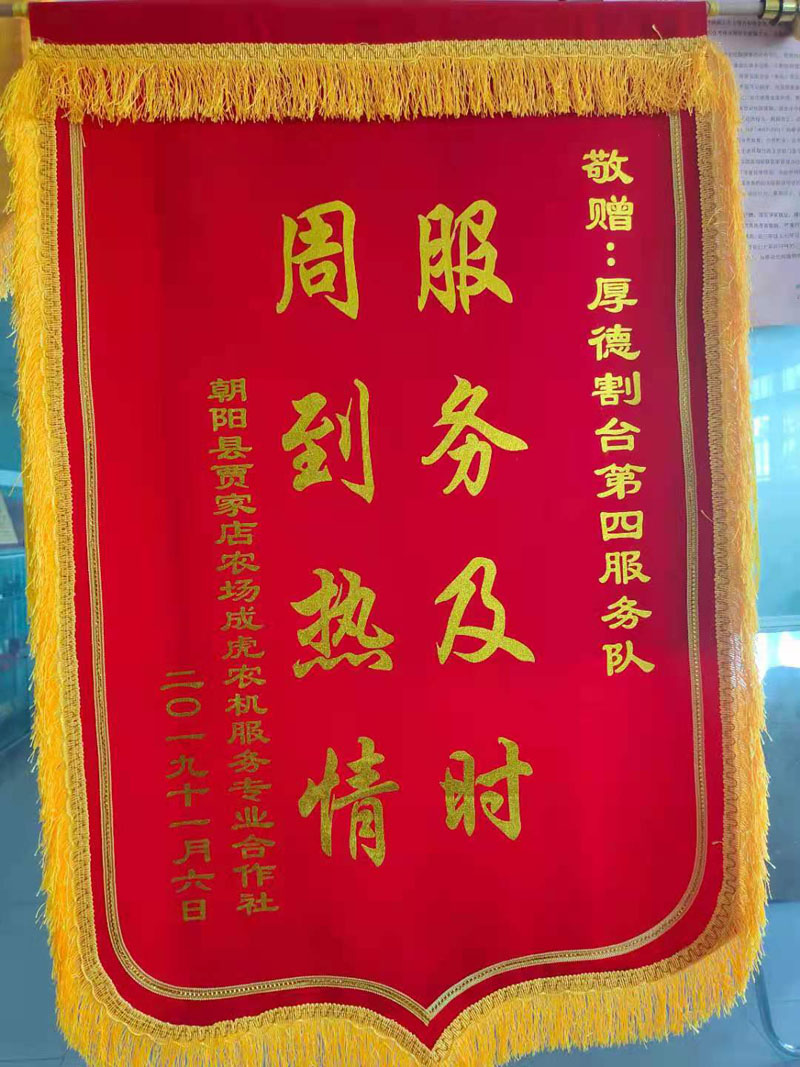 敬赠：厚德割台第四服务队
服务及时
周到热情
朝阳县贾家店农场成虎农机服务专业合作社
二〇一九十一月六日